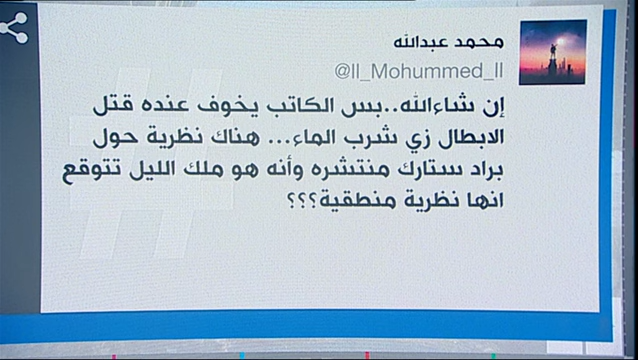 محمد عبدالله
@ll_Mohummed_ll
إن شاءالله..بس الكاتب يخوف عنده قتل
الابطال زي شرب الماء... هناك نظرية حول
براد ستارك منتشره وأنه هو ملك الليل تتوقع
انها نظرية منطقية؟؟؟